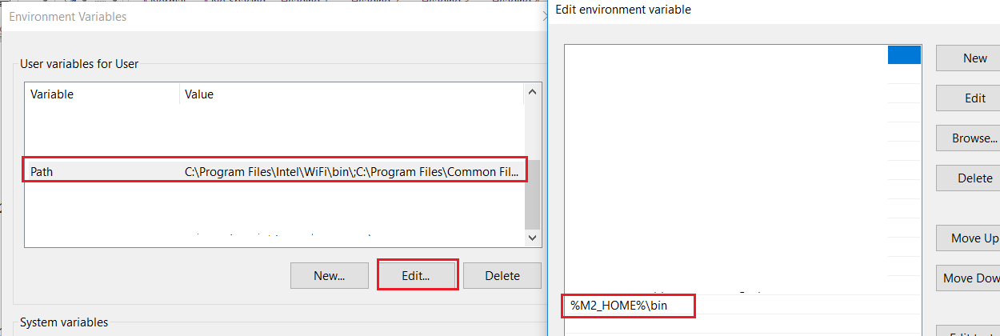 Environment Variables
User variables for User
Variable Value
Path C:\Program Files\Intel\WiFi\bin\;C:\Program Files\Common Fil...
New... Edit... Delete
System variables
Edit environment variable
New
Edit
Browse...
Delete
Move Up
Move Dow
%M2_HOME%\bin